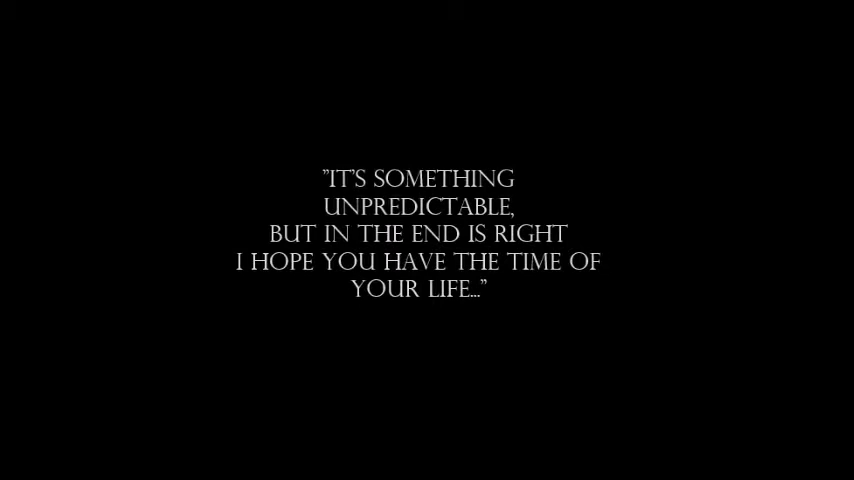 "IT'S SOMETHING
UNPREDICTABLE,
BUT IN THE END IS RIGHT
I HOPE YOU HAVE THE TIME OF
YOUR LIFE..."